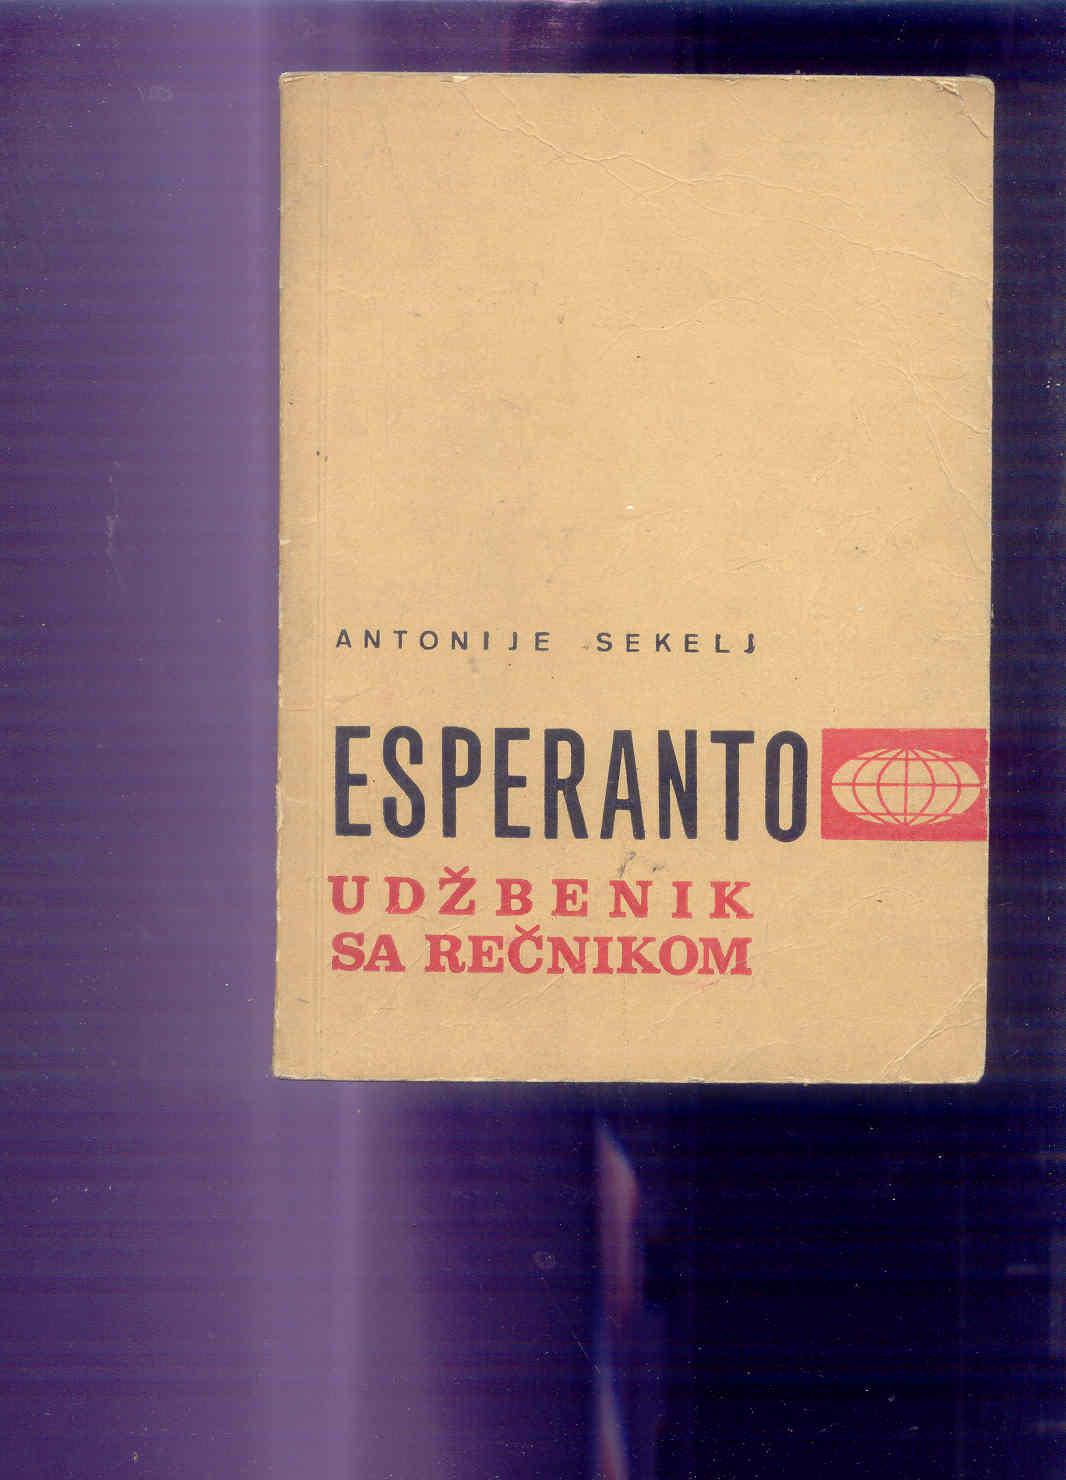 ANTONIJE SEKELJ
ESPERANTO
UDŽBENIK
SA REČNIKOM